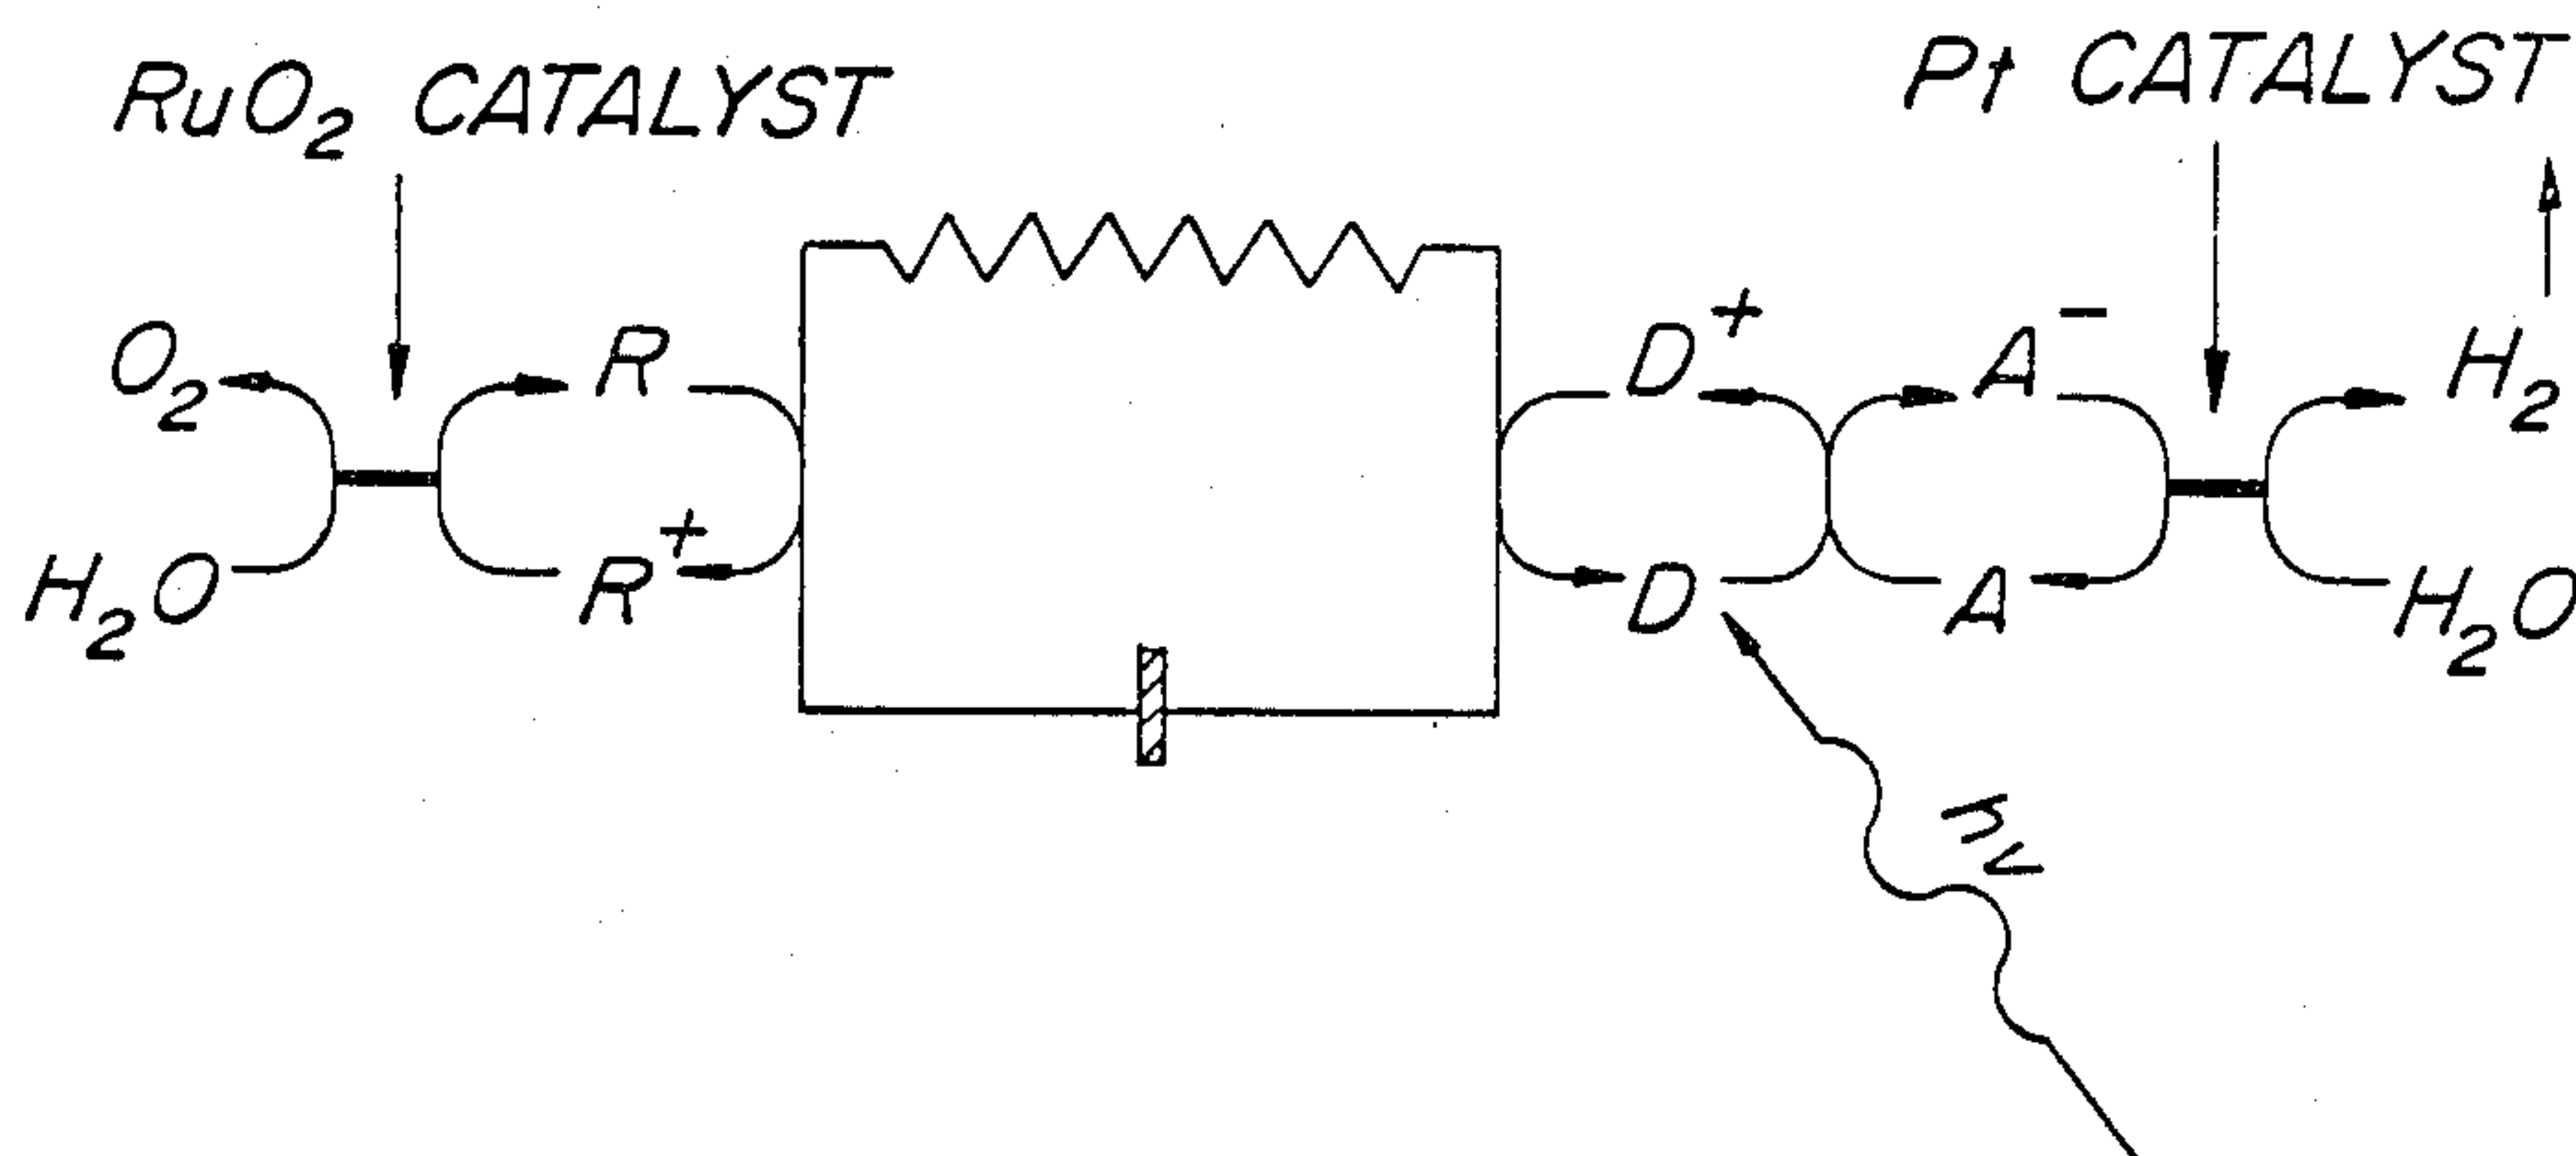 RuO₂ CATALYST
Pt CATALYST
O₂
R
D⁺
A⁻
H₂
H₂O
R⁺
D
A
H₂O
hν